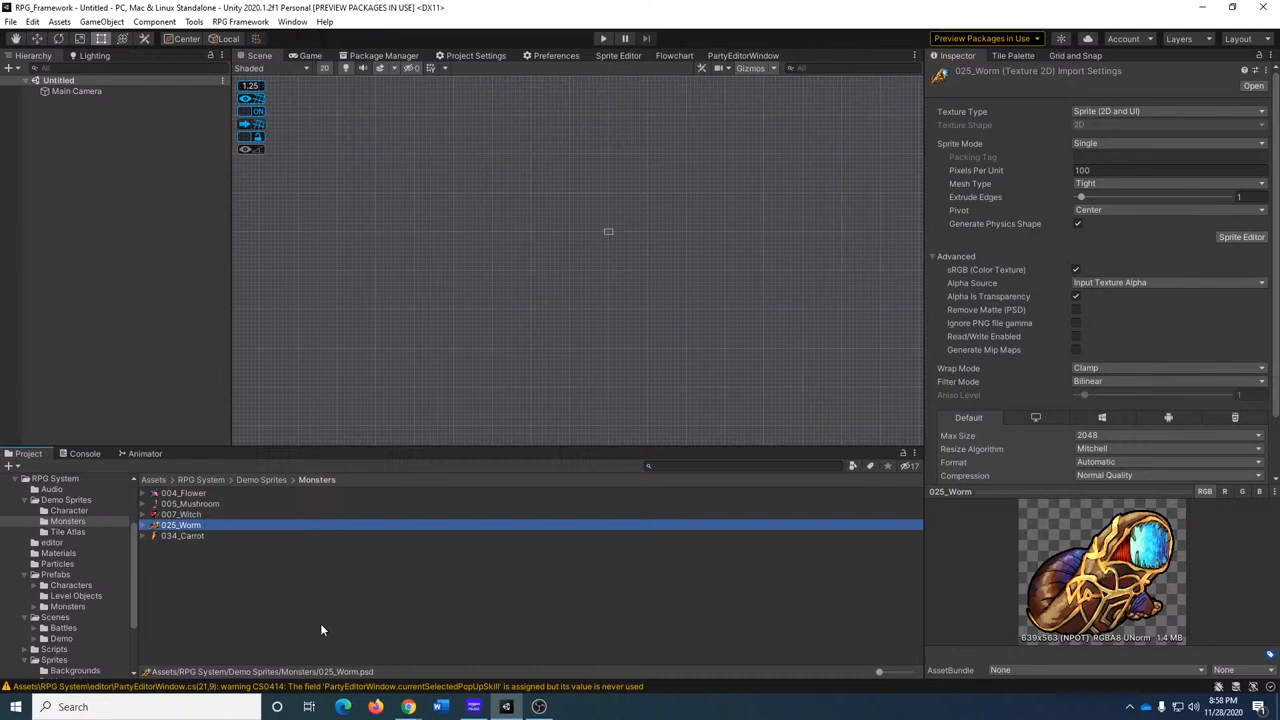 RPG_Framework - Untitled - PC, Mac & Linux Standalone - Unity 2020.1.2f1 Personal [PREVIEW PACKAGES IN USE] <DX11>
File Edit Assets GameObject Component Tools RPG Framework Window Help
Center Local Preview Packages in Use Account Layers Layout
Hierarchy Lighting Scene Game Package Manager Project Settings Preferences Sprite Editor Flowchart PartyEditorWindow Inspector Tile Palette Grid and Snap
All Shaded 2D 0 Gizmos All
025_Worm (Texture 2D) Import Settings
Open
Untitled
Main Camera
1.25
ON
Texture Type Sprite (2D and UI)
Texture Shape 2D
Sprite Mode Single
Packing Tag
Pixels Per Unit 100
Mesh Type Tight
Extrude Edges 1
Pivot Center
Generate Physics Shape
Sprite Editor
Advanced
sRGB (Color Texture)
Alpha Source Input Texture Alpha
Alpha Is Transparency
Remove Matte (PSD)
Ignore PNG file gamma
Read/Write Enabled
Generate Mip Maps
Wrap Mode Clamp
Filter Mode Bilinear
Aniso Level 1
Default
Max Size 2048
Resize Algorithm Mitchell
Format Automatic
Compression Normal Quality
Project Console Animator
17
Assets RPG System Demo Sprites Monsters
RPG System
Audio
Demo Sprites
Character
Monsters
Tile Atlas
editor
Materials
Particles
Prefabs
Characters
Level Objects
Monsters
Scenes
Battles
Demo
Scripts
Sprites
Backgrounds
004_Flower
005_Mushroom
007_Witch
025_Worm
034_Carrot
Assets/RPG System/Demo Sprites/Monsters/025_Worm.psd
025_Worm RGB R G B
639x563 (NPOT) RGBA8 UNorm 1.4 MB
AssetBundle None None
Assets\RPG System\editor\PartyEditorWindow.cs(21,9): warning CS0414: The field 'PartyEditorWindow.currentSelectedPopUpSkill' is assigned but its value is never used
Search
8:58 PM
11/28/2020